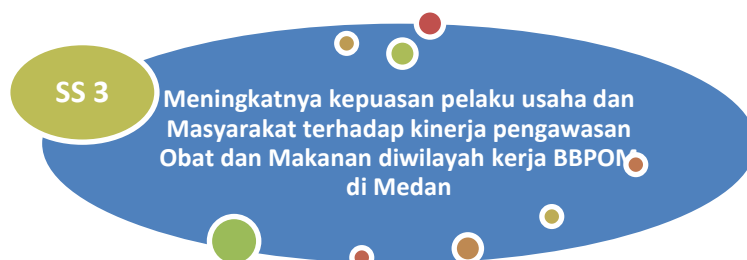 SS 3
Meningkatnya kepuasan pelaku usaha dan
Masyarakat terhadap kinerja pengawasan
Obat dan Makanan diwilayah kerja BBPOM
di Medan